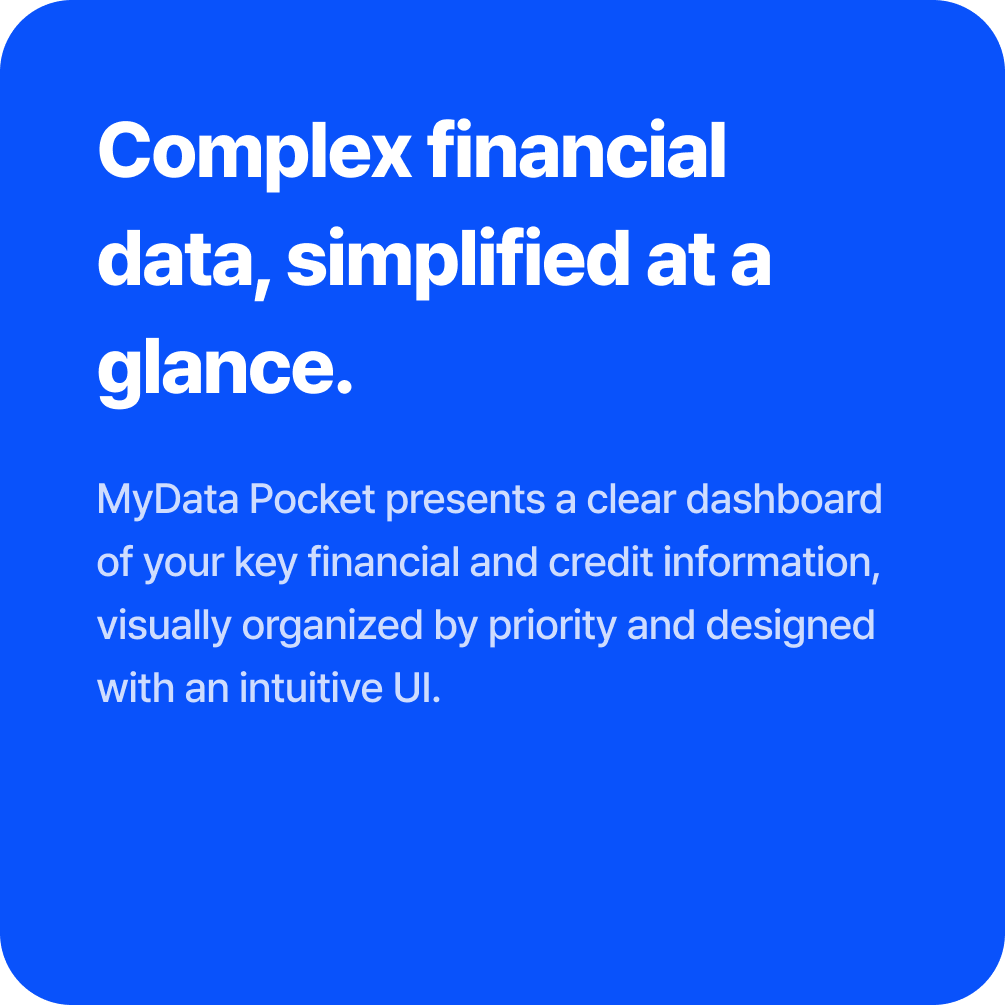 Complex financial
data, simplified at a
glance.
MyData Pocket presents a clear dashboard
of your key financial and credit information,
visually organized by priority and designed
with an intuitive UI.